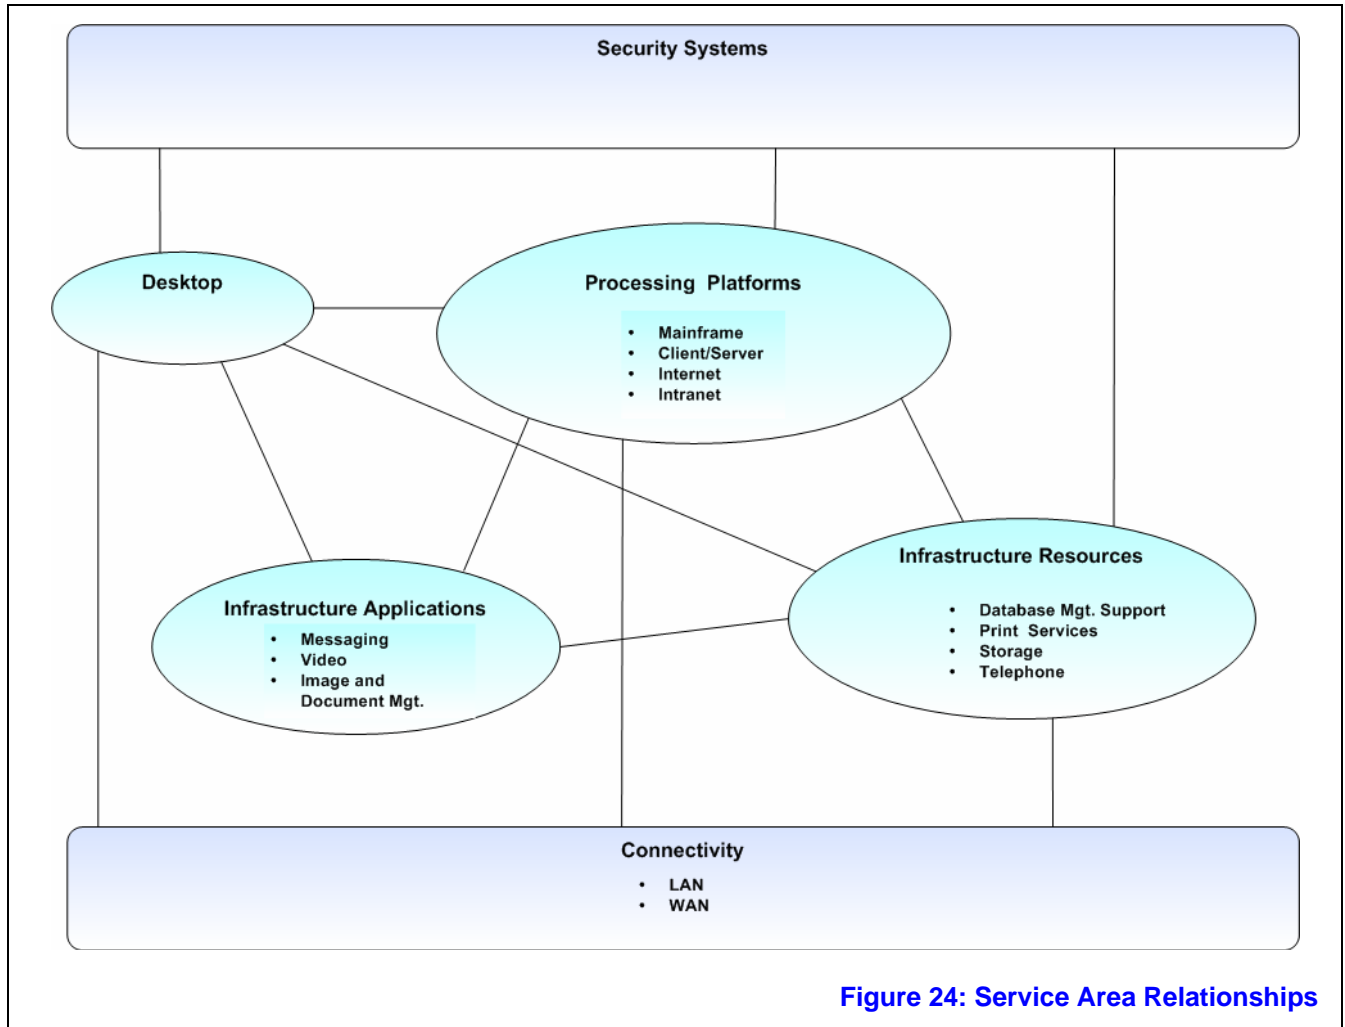 Security Systems
Desktop
Processing Platforms
• Mainframe
• Client/Server
• Internet
• Intranet
Infrastructure Applications
• Messaging
• Video
• Image and
Document Mgt.
Infrastructure Resources
• Database Mgt. Support
• Print Services
• Storage
• Telephone
Connectivity
• LAN
• WAN
Figure 24: Service Area Relationships